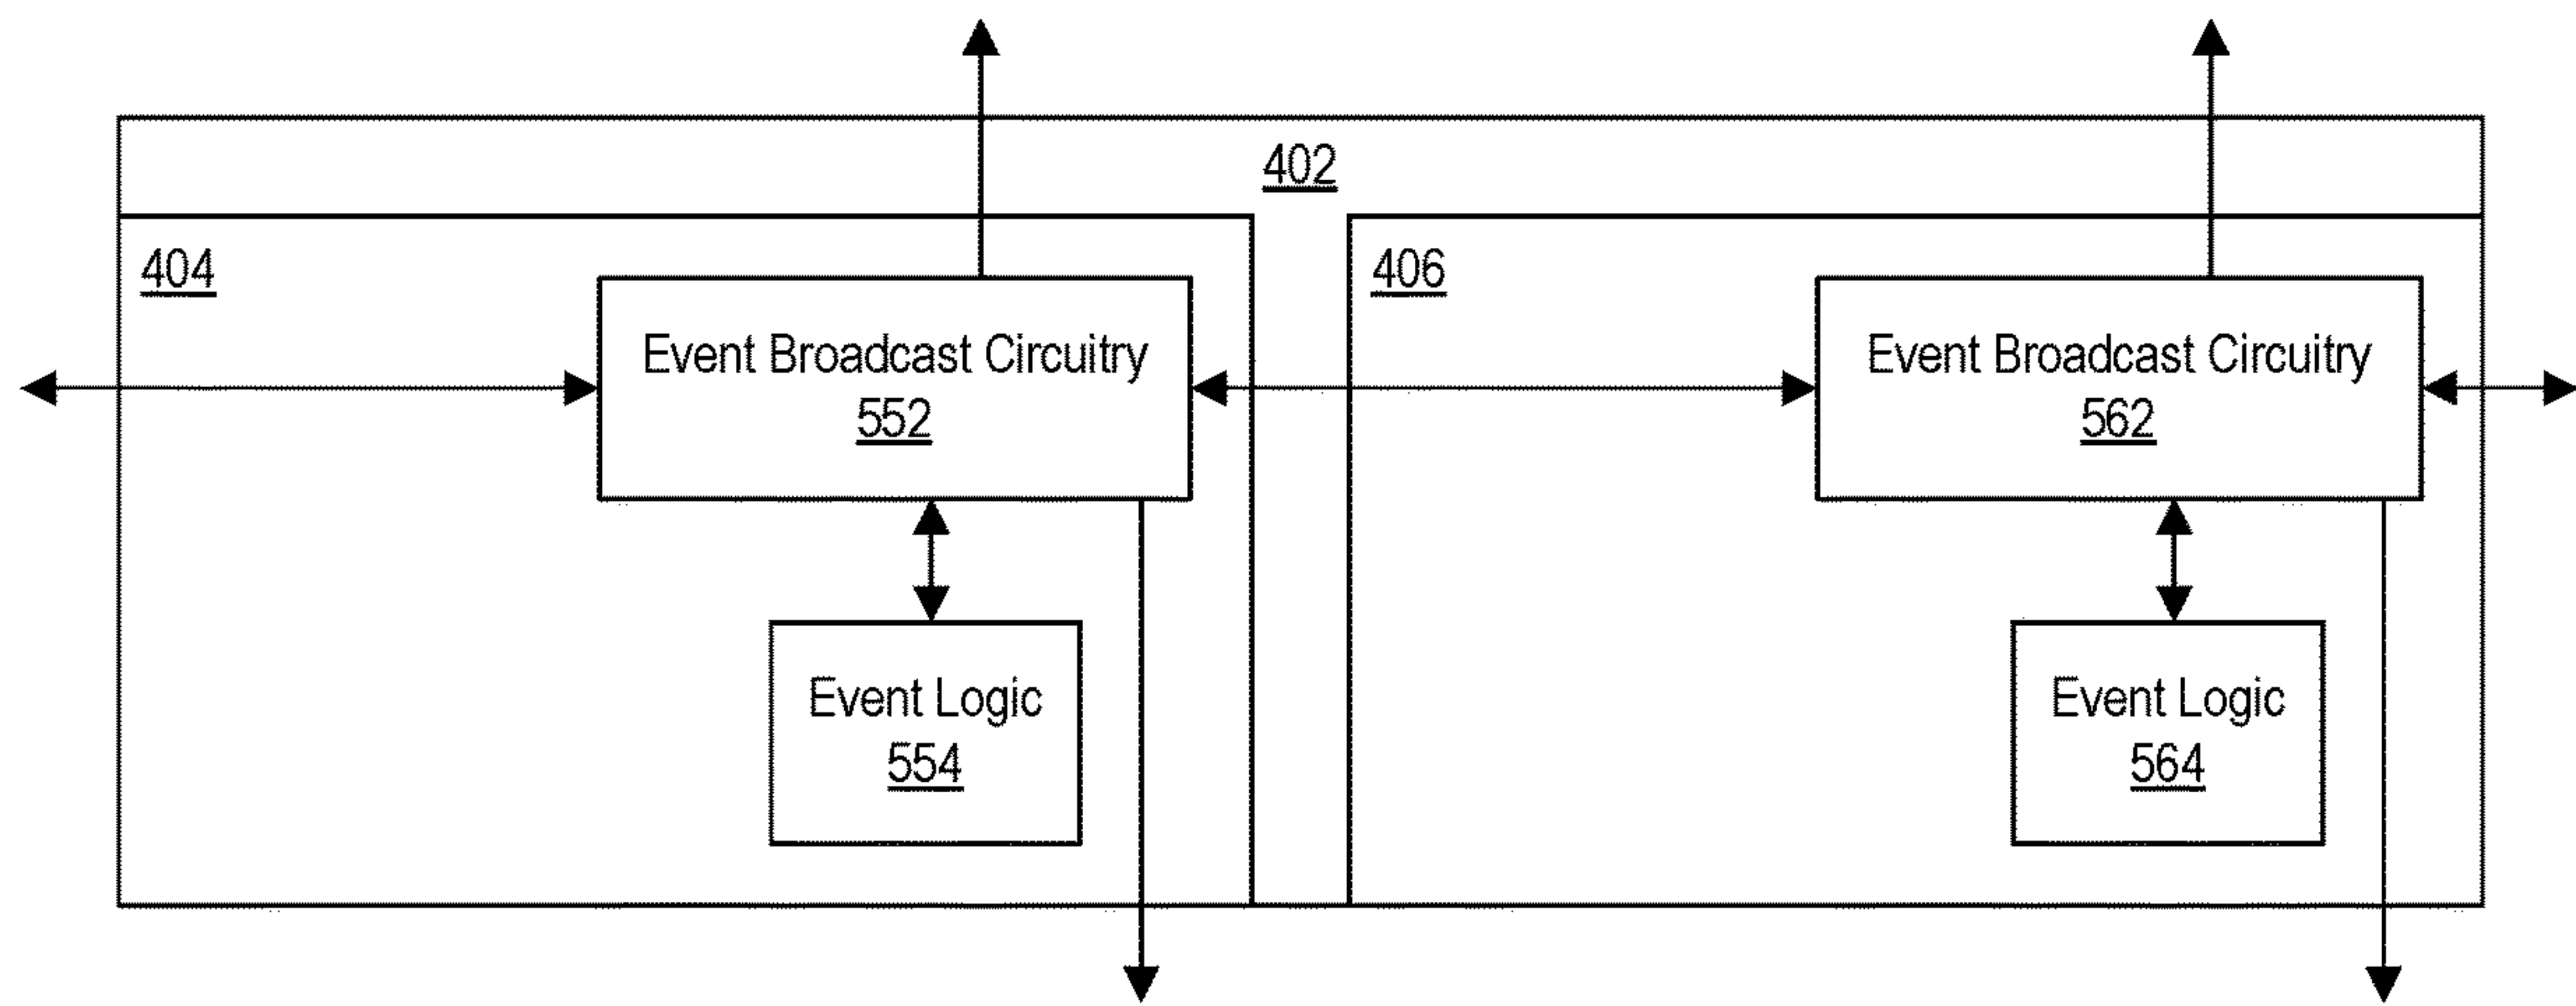 402
404
406
Event Broadcast Circuitry
552
Event Broadcast Circuitry
562
Event Logic
554
Event Logic
564